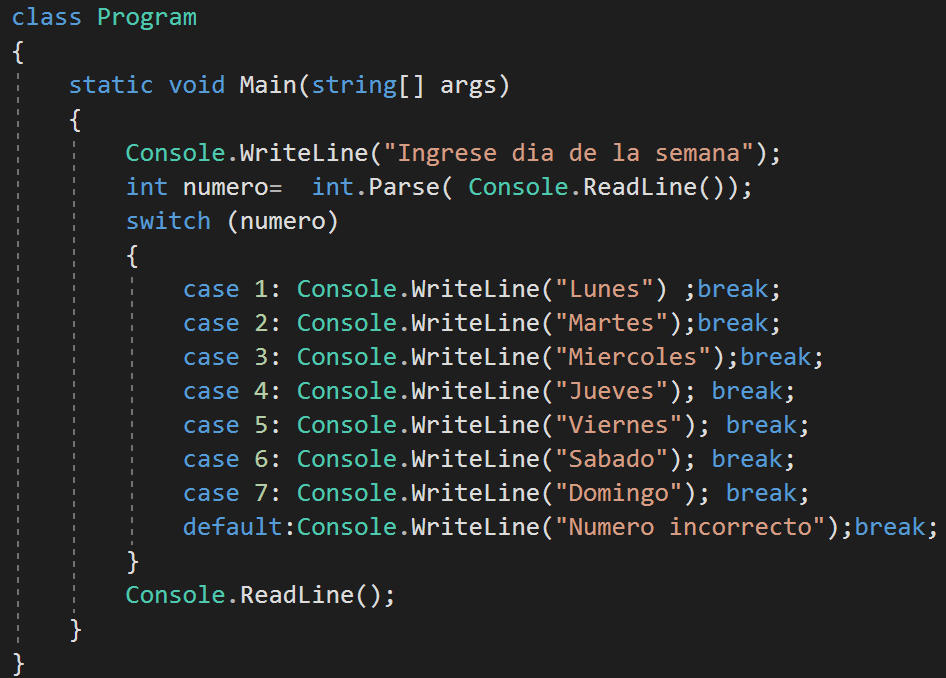 class Program
{
    static void Main(string[] args)
    {
        Console.WriteLine("Ingrese dia de la semana");
        int numero=  int.Parse( Console.ReadLine());
        switch (numero)
        {
            case 1: Console.WriteLine("Lunes") ;break;
            case 2: Console.WriteLine("Martes");break;
            case 3: Console.WriteLine("Miercoles");break;
            case 4: Console.WriteLine("Jueves"); break;
            case 5: Console.WriteLine("Viernes"); break;
            case 6: Console.WriteLine("Sabado"); break;
            case 7: Console.WriteLine("Domingo"); break;
            default:Console.WriteLine("Numero incorrecto");break;
        }
        Console.ReadLine();
    }
}